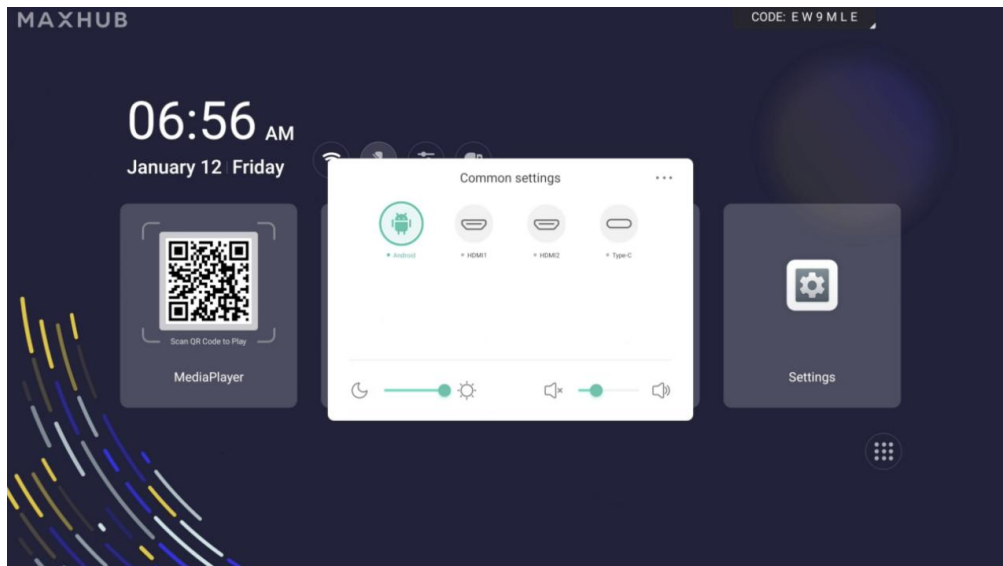 MAXHUB
CODE: E W 9 M L E
06:56 AM
January 12 Friday
Common settings
Android
HDMI1
HDMI2
Type-C
Scan QR Code to Play
MediaPlayer
Settings